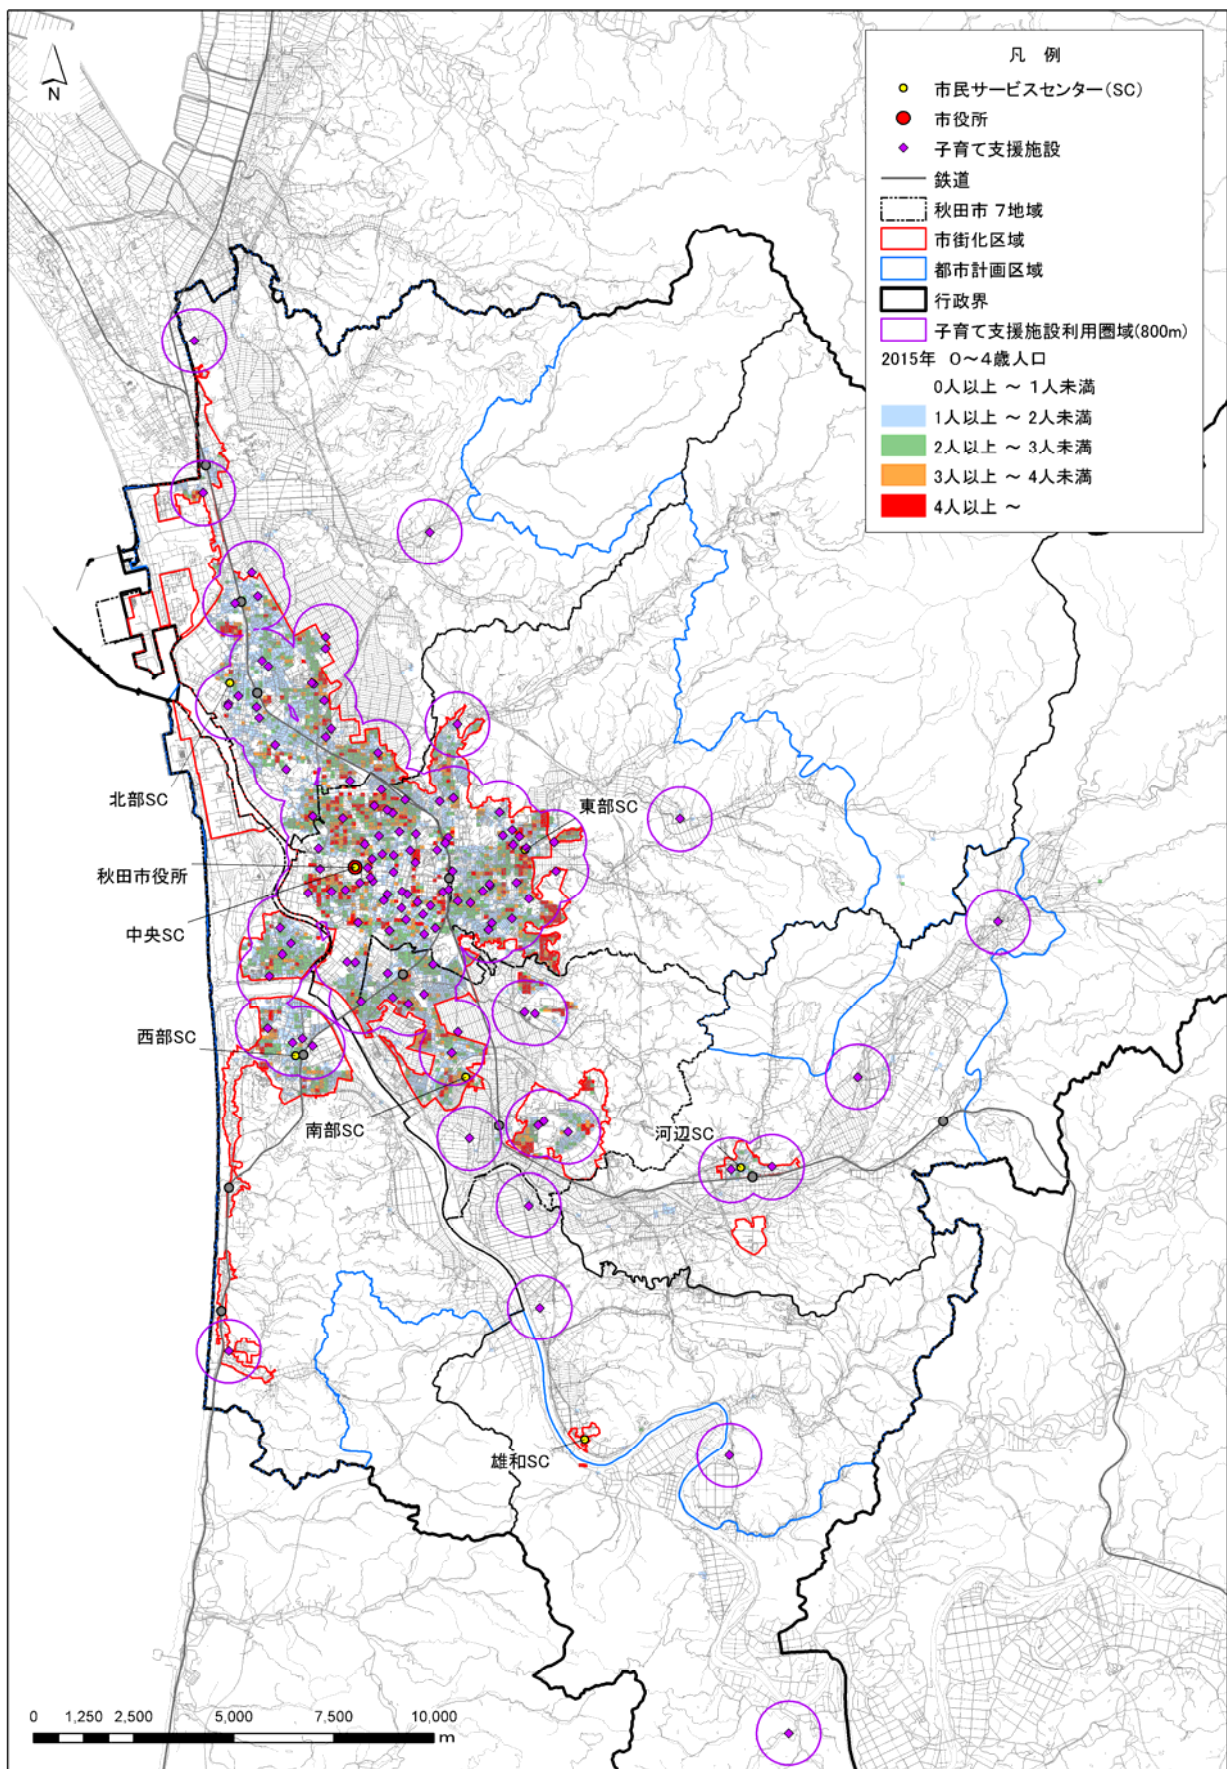 N
凡 例
市民サービスセンター(SC)
市役所
子育て支援施設
鉄道
秋田市 7地域
市街化区域
都市計画区域
行政界
子育て支援施設利用圏域(800m)
2015年 0～4歳人口
0人以上 ～ 1人未満
1人以上 ～ 2人未満
2人以上 ～ 3人未満
3人以上 ～ 4人未満
4人以上 ～
北部SC
東部SC
秋田市役所
中央SC
西部SC
南部SC
河辺SC
雄和SC
0 1,250 2,500 5,000 7,500 10,000
m